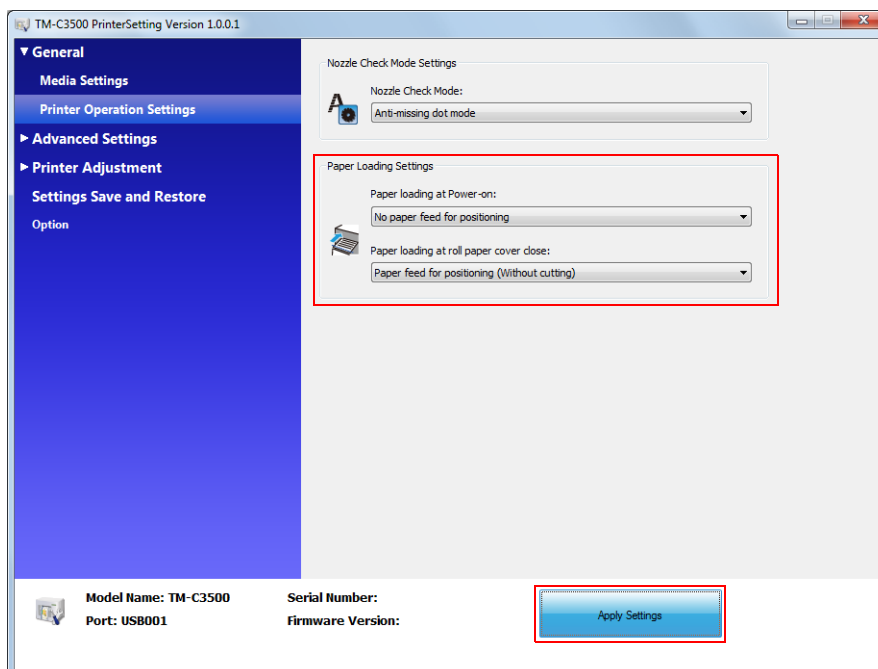 TM-C3500 PrinterSetting Version 1.0.0.1
General
Media Settings
Printer Operation Settings
Advanced Settings
Printer Adjustment
Settings Save and Restore
Option
Nozzle Check Mode Settings
Nozzle Check Mode:
Anti-missing dot mode
Paper Loading Settings
Paper loading at Power-on:
No paper feed for positioning
Paper loading at roll paper cover close:
Paper feed for positioning (Without cutting)
Model Name: TM-C3500
Port: USB001
Serial Number:
Firmware Version:
Apply Settings